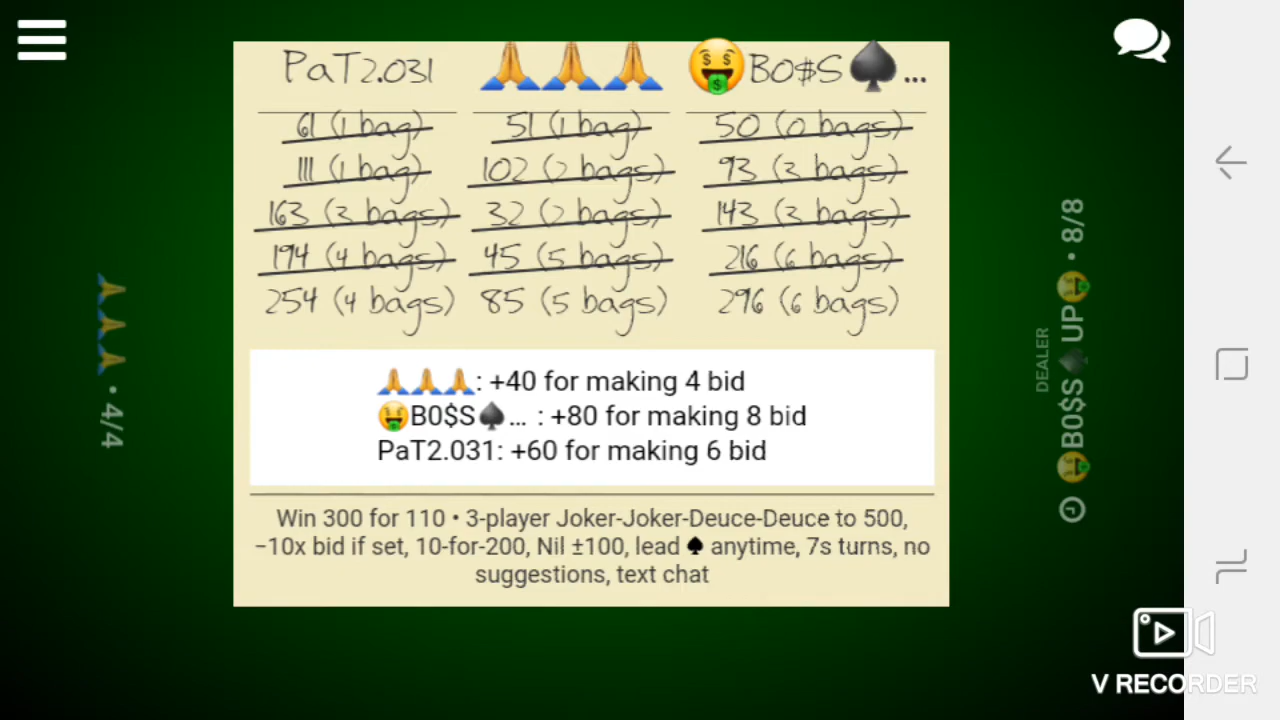 PaT2.031 🙏🙏🙏 🤑B0$S♠️...
61 (1 bag) 51 (1 bag) 50 (0 bags)
111 (1 bag) 102 (2 bags) 93 (3 bags)
163 (3 bags) 32 (2 bags) 143 (3 bags)
194 (4 bags) 45 (5 bags) 216 (6 bags)
254 (4 bags) 85 (5 bags) 296 (6 bags)
🙏🙏🙏: +40 for making 4 bid
🤑B0$S♠️... : +80 for making 8 bid
PaT2.031: +60 for making 6 bid
Win 300 for 110 • 3-player Joker-Joker-Deuce-Deuce to 500,
−10x bid if set, 10-for-200, Nil ±100, lead ♠ anytime, 7s turns, no
suggestions, text chat
🙏🙏🙏 • 4/4
DEALER
🤑B0$S♠️UP🤑 • 8/8
V RECORDER